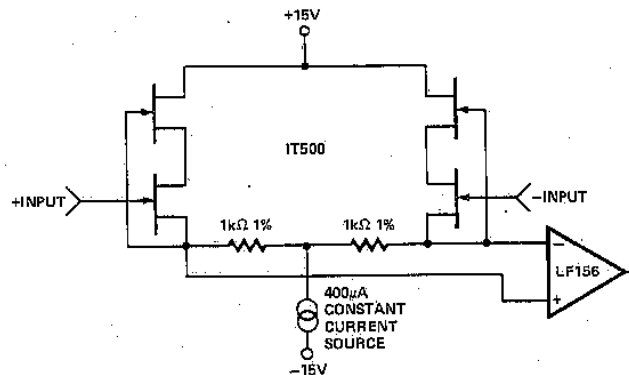 +15V
IT500
+INPUT
−INPUT
1kΩ 1%
1kΩ 1%
−
LF156
+
400μA
CONSTANT
CURRENT
SOURCE
−15V